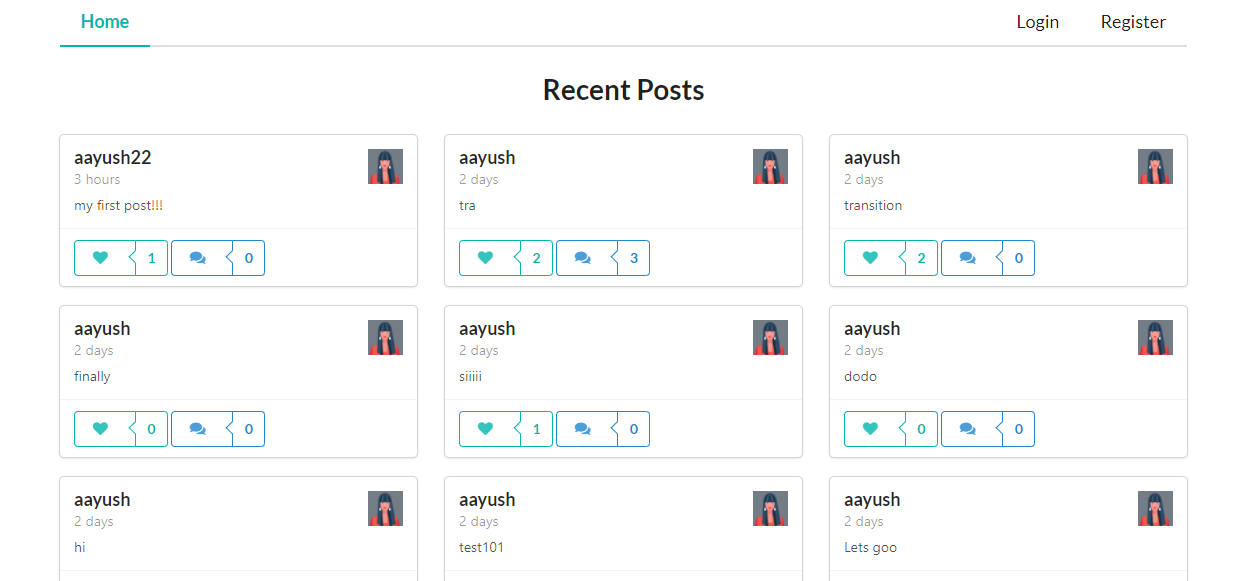 Home Login Register
Recent Posts
aayush22
3 hours
my first post!!!
1 0
aayush
2 days
tra
2 3
aayush
2 days
transition
2 0
aayush
2 days
finally
0 0
aayush
2 days
siiiii
1 0
aayush
2 days
dodo
0 0
aayush
2 days
hi
aayush
2 days
test101
aayush
2 days
Lets goo